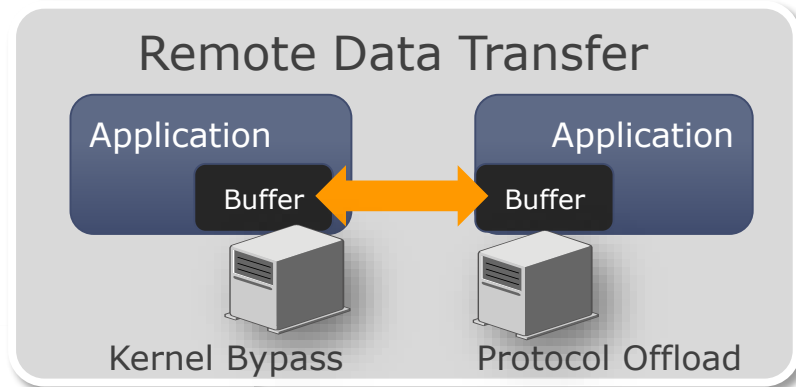 Remote Data Transfer
Application
Application
Buffer
Buffer
Kernel Bypass
Protocol Offload